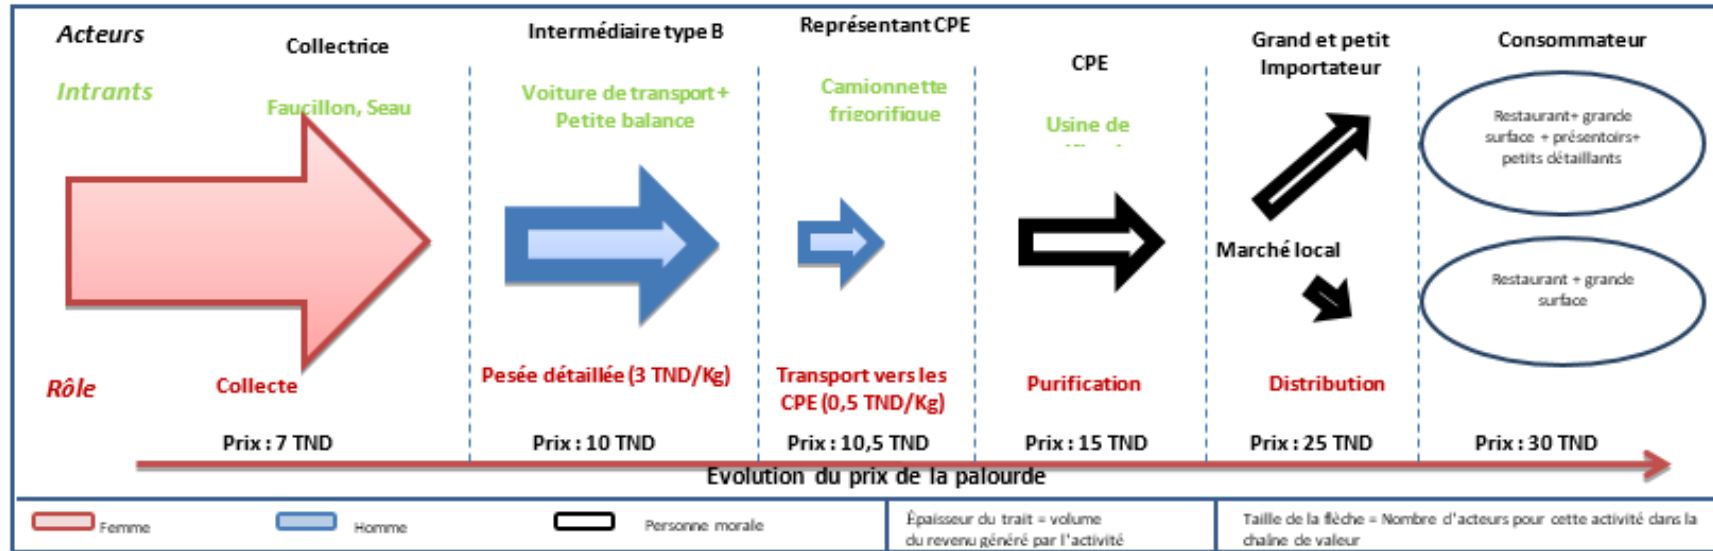 Acteurs
Intrants
Collectrice
Faucillon, Seau
Intermédiaire type B
Voiture de transport+
Petite balance
Représentant CPE
Camionnette
frigorifique
CPE
Usine de
Grand et petit
Importateur
Marché local
Consommateur
Restaurant+ grande
surface + présentoirs+
petits détaillants
Restaurant + grande
surface
Rôle
Collecte
Pesée détaillée (3 TND/Kg)
Transport vers les
CPE (0,5 TND/Kg)
Purification
Distribution
Prix : 7 TND
Prix : 10 TND
Prix : 10,5 TND
Prix : 15 TND
Prix : 25 TND
Prix : 30 TND
Evolution du prix de la palourde
Femme
Homme
Personne morale
Épaisseur du trait = volume
du revenu généré par l'activité
Taille de la flèche = Nombre d'acteurs pour cette activité dans la
chaîne de valeur